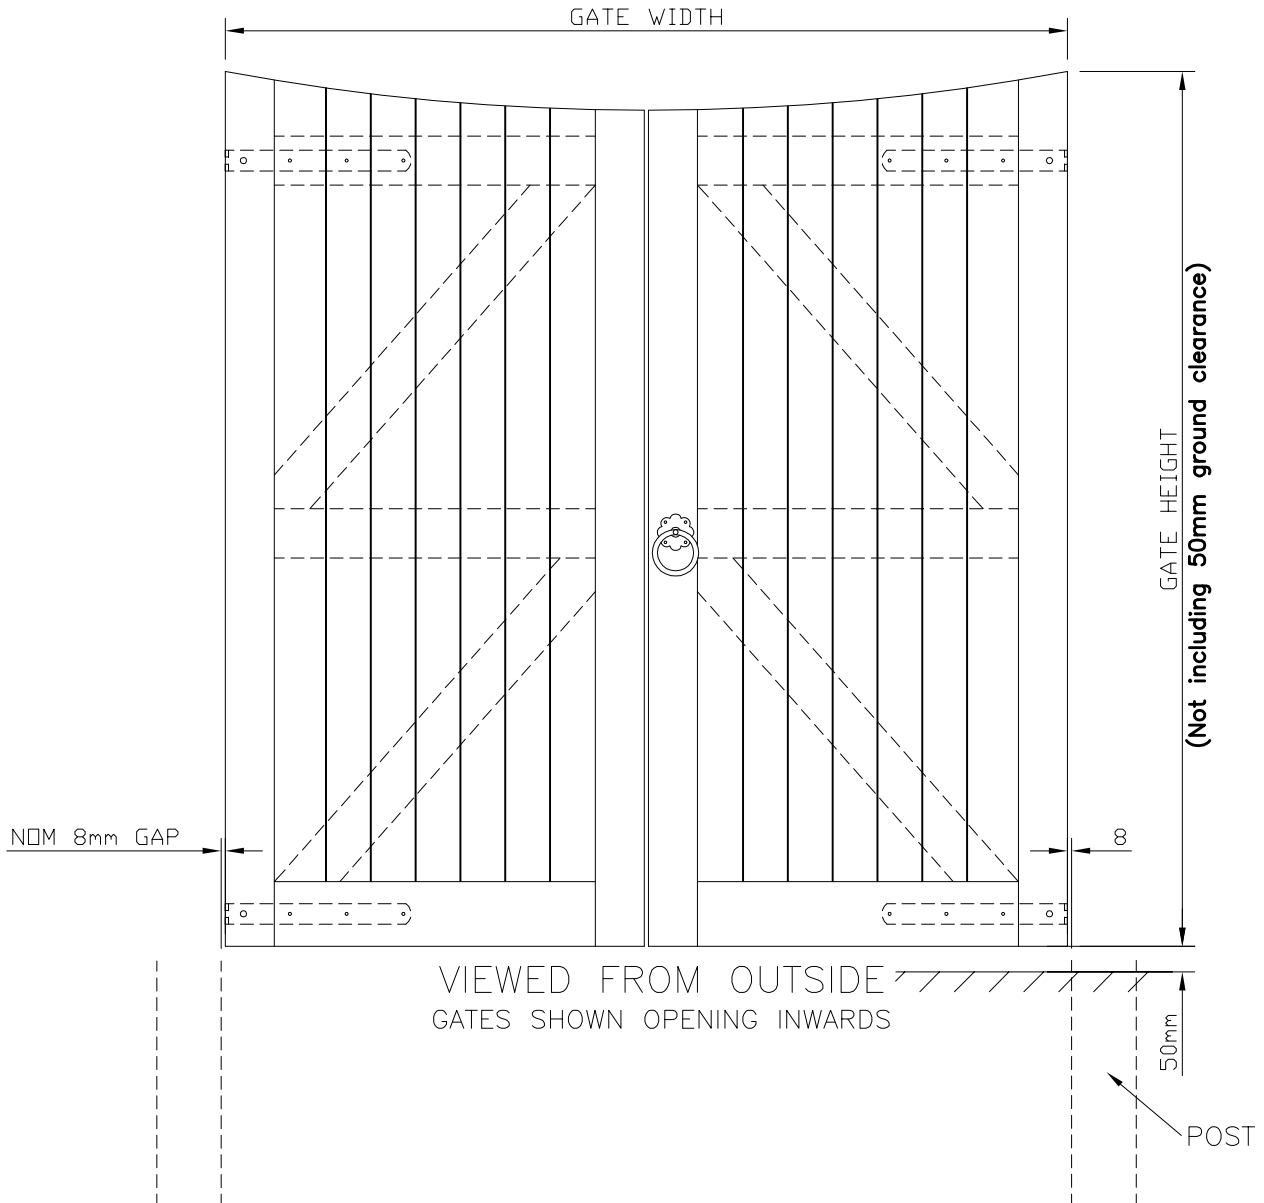 GATE WIDTH
GATE HEIGHT
(Not including 50mm ground clearance)
NOM 8mm GAP
8
VIEWED FROM OUTSIDE
GATES SHOWN OPENING INWARDS
50mm
POST